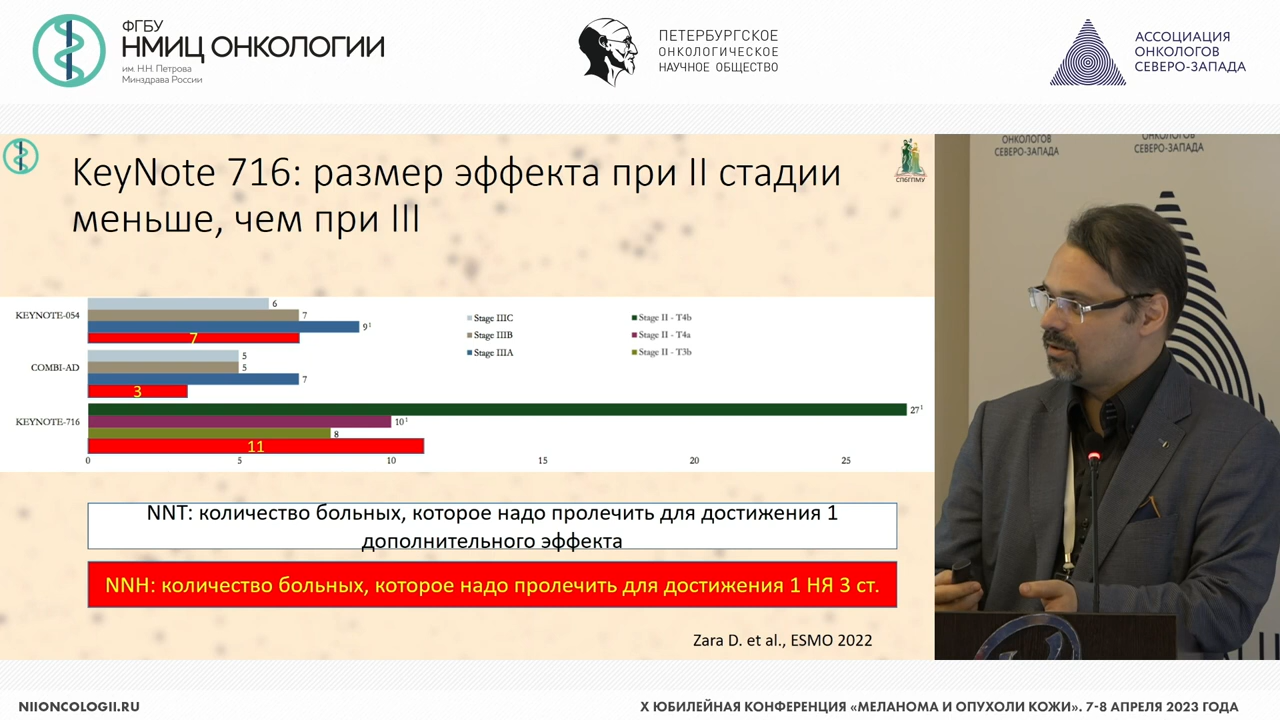 ФГБУ
НМИЦ ОНКОЛОГИИ
им. Н.Н. Петрова
Минздрава России
ПЕТЕРБУРГСКОЕ
ОНКОЛОГИЧЕСКОЕ
НАУЧНОЕ ОБЩЕСТВО
АССОЦИАЦИЯ
ОНКОЛОГОВ
СЕВЕРО-ЗАПАДА
KeyNote 716: размер эффекта при II стадии
меньше, чем при III
СПбГПМУ
ОНКОЛОГОВ
СЕВЕРО-ЗАПАДА
ОНКОЛОГОВ
СЕВЕРО-ЗАПАДА
KEYNOTE-054
6
7
9¹
7
Stage IIIC
Stage IIIB
Stage IIIA
Stage II - T4b
Stage II - T4a
Stage II - T3b
COMBI-AD
5
5
7
3
KEYNOTE-716
27¹
10¹
8
11
0 5 10 15 20 25
NNT: количество больных, которое надо пролечить для достижения 1
дополнительного эффекта
NNH: количество больных, которое надо пролечить для достижения 1 НЯ 3 ст.
Zara D. et al., ESMO 2022
NIIONCOLOGII.RU
X ЮБИЛЕЙНАЯ КОНФЕРЕНЦИЯ «МЕЛАНОМА И ОПУХОЛИ КОЖИ». 7-8 АПРЕЛЯ 2023 ГОДА